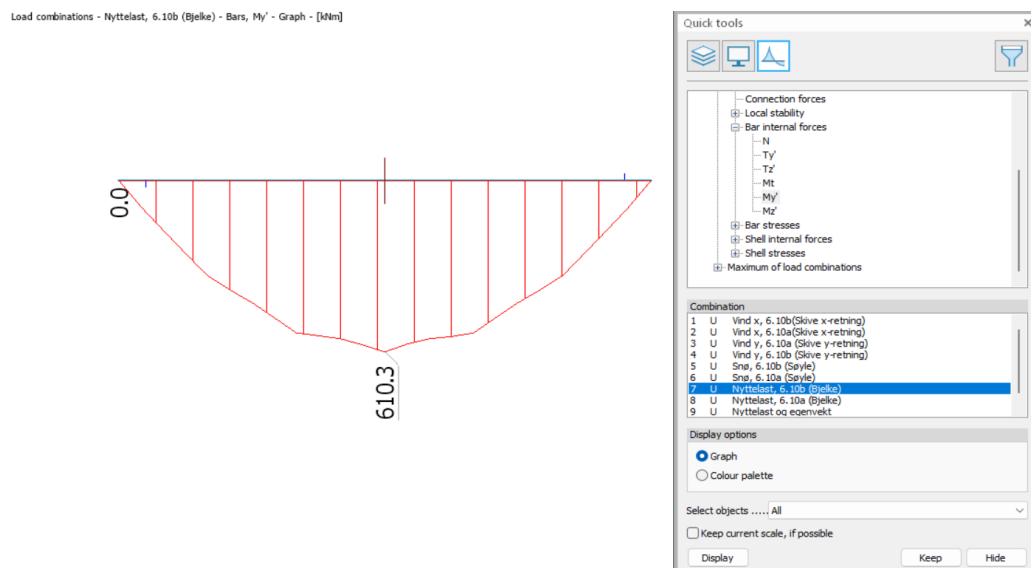 Load combinations - Nyttelast, 6.10b (Bjelke) - Bars, My' - Graph - [kNm]
0.0
610.3
Quick tools
Connection forces
Local stability
Bar internal forces
N
Ty'
Tz'
Mt
My'
Mz'
Bar stresses
Shell internal forces
Shell stresses
Maximum of load combinations
Combination
1 U Vind x, 6.10b(Skive x-retning)
2 U Vind x, 6.10a(Skive x-retning)
3 U Vind y, 6.10a (Skive y-retning)
4 U Vind y, 6.10b (Skive y-retning)
5 U Snø, 6.10b (Søyle)
6 U Snø, 6.10a (Søyle)
7 U Nyttelast, 6.10b (Bjelke)
8 U Nyttelast, 6.10a (Bjelke)
9 U Nyttelast og egenvekt
Display options
Graph
Colour palette
Select objects ..... All
Keep current scale, if possible
Display Keep Hide